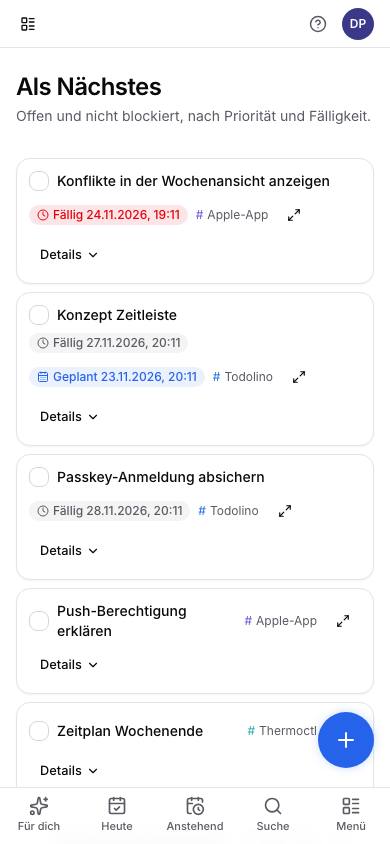 DP
Als Nächstes
Offen und nicht blockiert, nach Priorität und Fälligkeit.
Konflikte in der Wochenansicht anzeigen
Fällig 24.11.2026, 19:11 # Apple-App
Details
Konzept Zeitleiste
Fällig 27.11.2026, 20:11
Geplant 23.11.2026, 20:11 # Todolino
Details
Passkey-Anmeldung absichern
Fällig 28.11.2026, 20:11 # Todolino
Details
Push-Berechtigung
erklären
# Apple-App
Details
Zeitplan Wochenende # Thermoctl
Details
Für dich Heute Anstehend Suche Menü